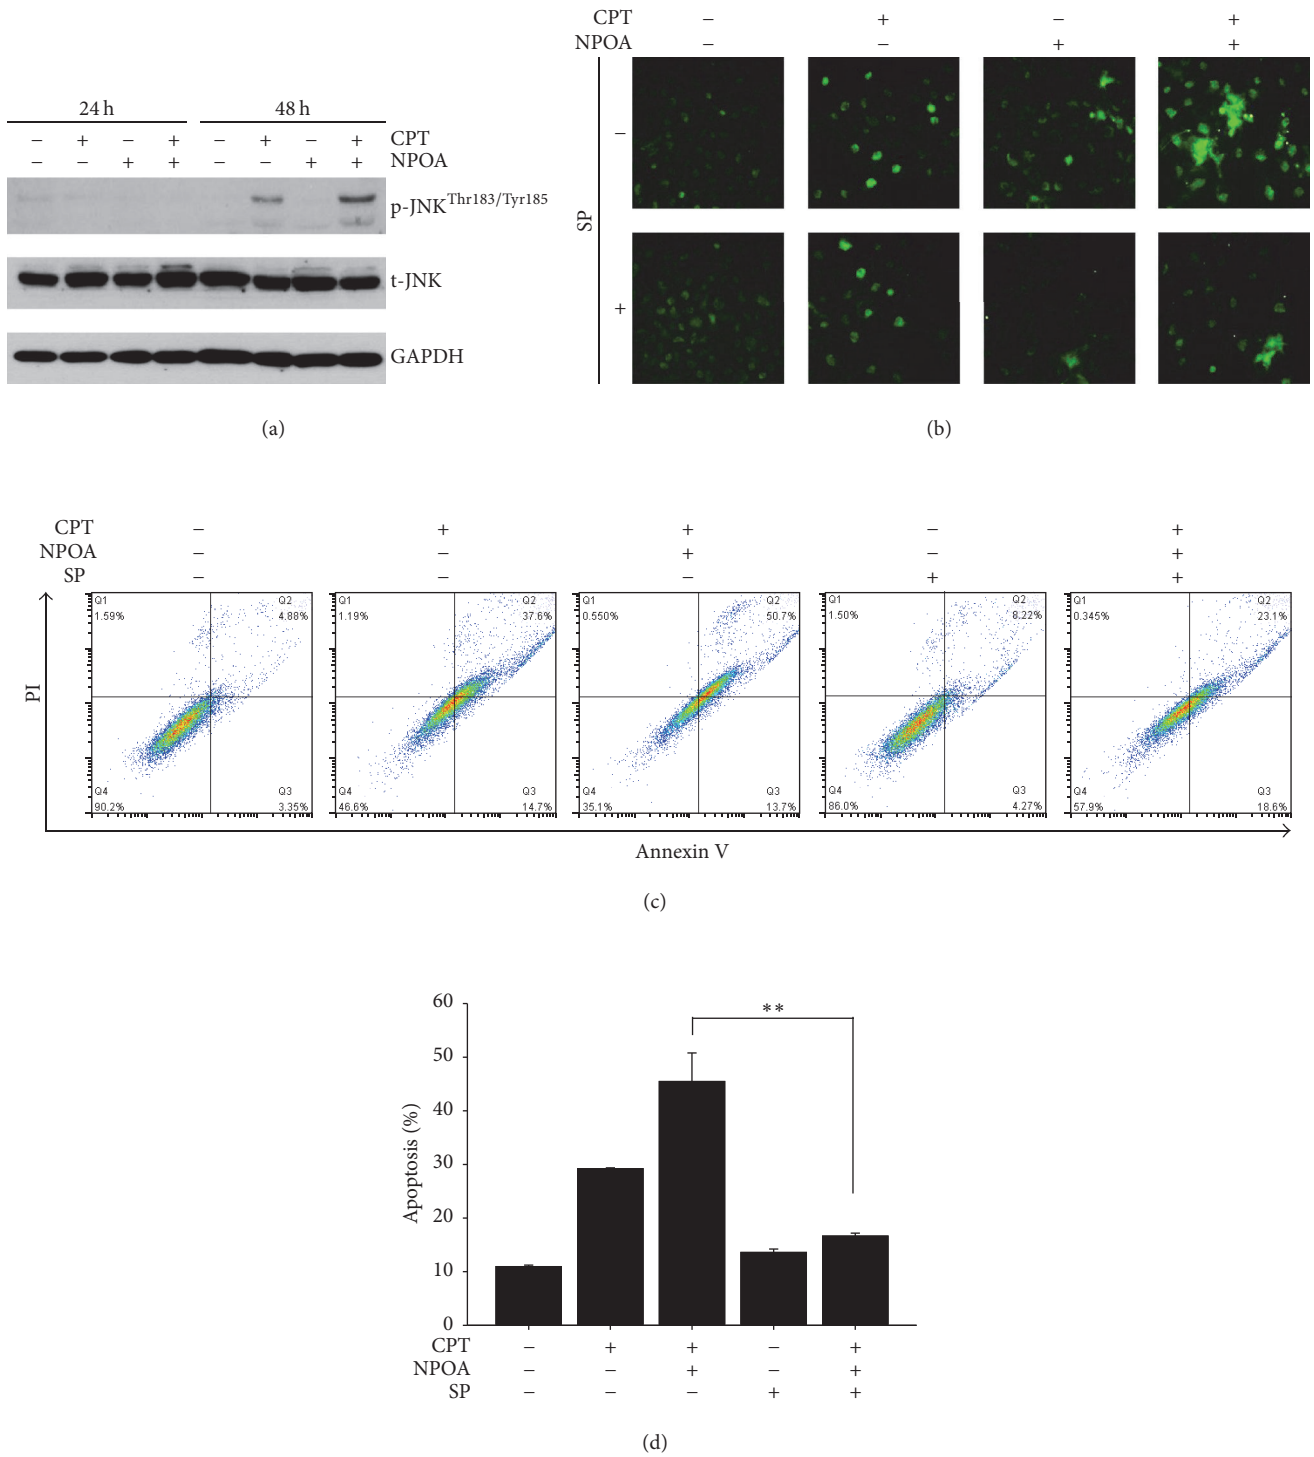 24 h 48 h
− + − + − + − + CPT
− − + + − − + + NPOA
p-JNK Thr183/Tyr185
t-JNK
GAPDH
(a)
CPT − + − +
NPOA − − + +
SP
−
+
(b)
CPT − + + − +
NPOA − − + − +
SP − − − + +
Q1 Q2 Q1 Q2 Q1 Q2 Q1 Q2 Q1 Q2
1.59% 4.88% 1.19% 37.6% 0.550% 50.7% 1.50% 8.22% 0.345% 23.1%
PI
Q4 Q3 Q4 Q3 Q4 Q3 Q4 Q3 Q4 Q3
90.2% 3.35% 46.6% 14.7% 35.1% 13.7% 86.0% 4.27% 57.9% 18.6%
Annexin V
(c)
60
**
50
40
30
20
10
0
Apoptosis (%)
CPT − + + − +
NPOA − − + − +
SP − − − + +
(d)